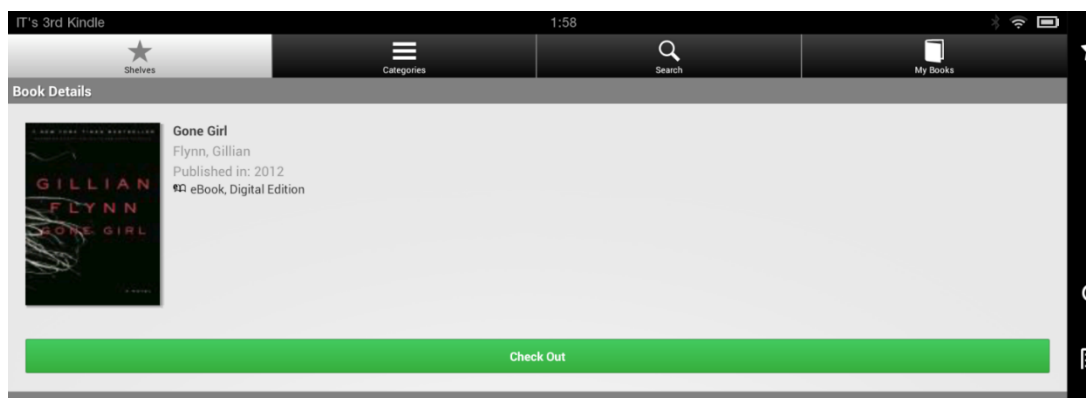 IT's 3rd Kindle 1:58
Shelves Categories Search My Books
Book Details
Gone Girl
Flynn, Gillian
Published in: 2012
eBook, Digital Edition
A NEW YORK TIMES BESTSELLER
GILLIAN
FLYNN
GONE GIRL
A NOVEL
Check Out